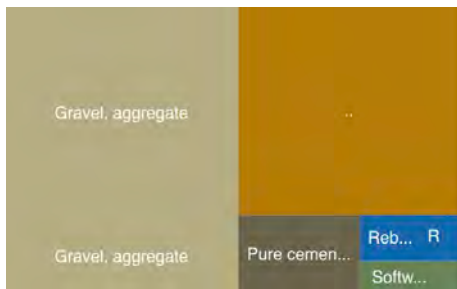 Gravel, aggregate
..
Gravel, aggregate
Pure cemen...
Reb... R
Softw...